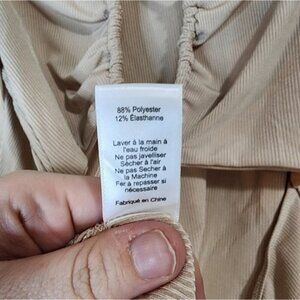 88% Polyester
12% Élasthanne
Laver à la main à
l'eau froide
Ne pas javelliser
Sécher à l'air
Ne pas Secher à
la Machine
Fer à repasser si
nécessaire
Fabriqué en Chine